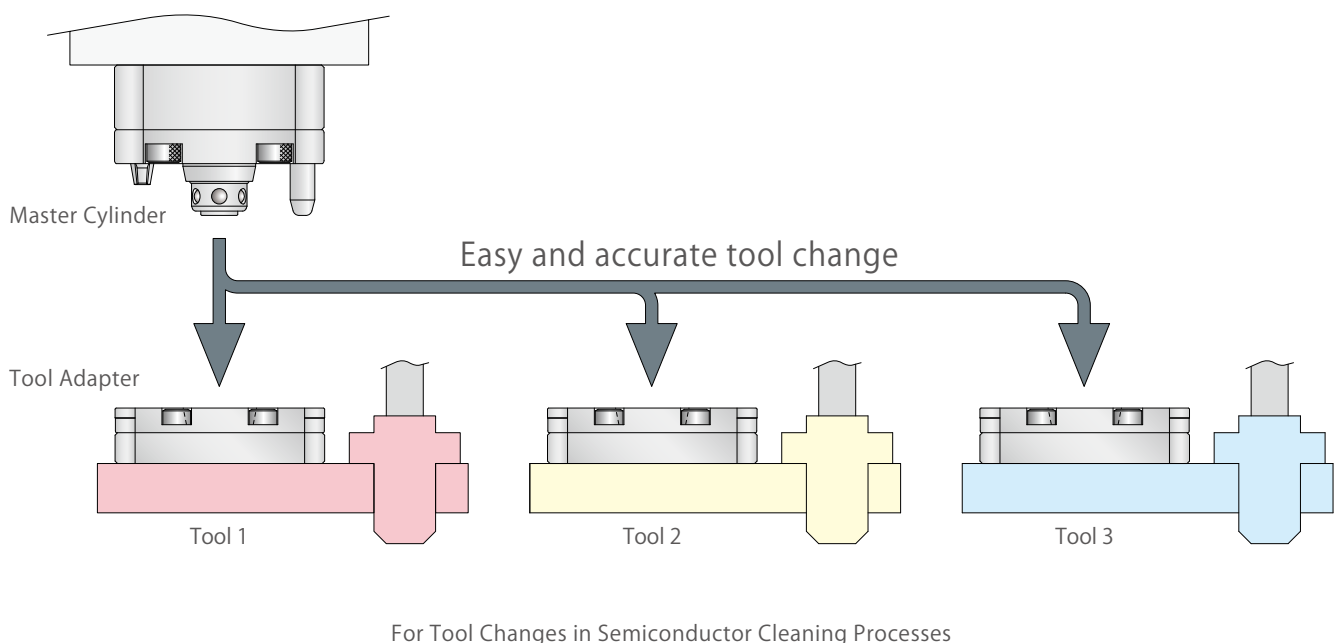 Master Cylinder
Easy and accurate tool change
Tool Adapter
Tool 1
Tool 2
Tool 3
For Tool Changes in Semiconductor Cleaning Processes